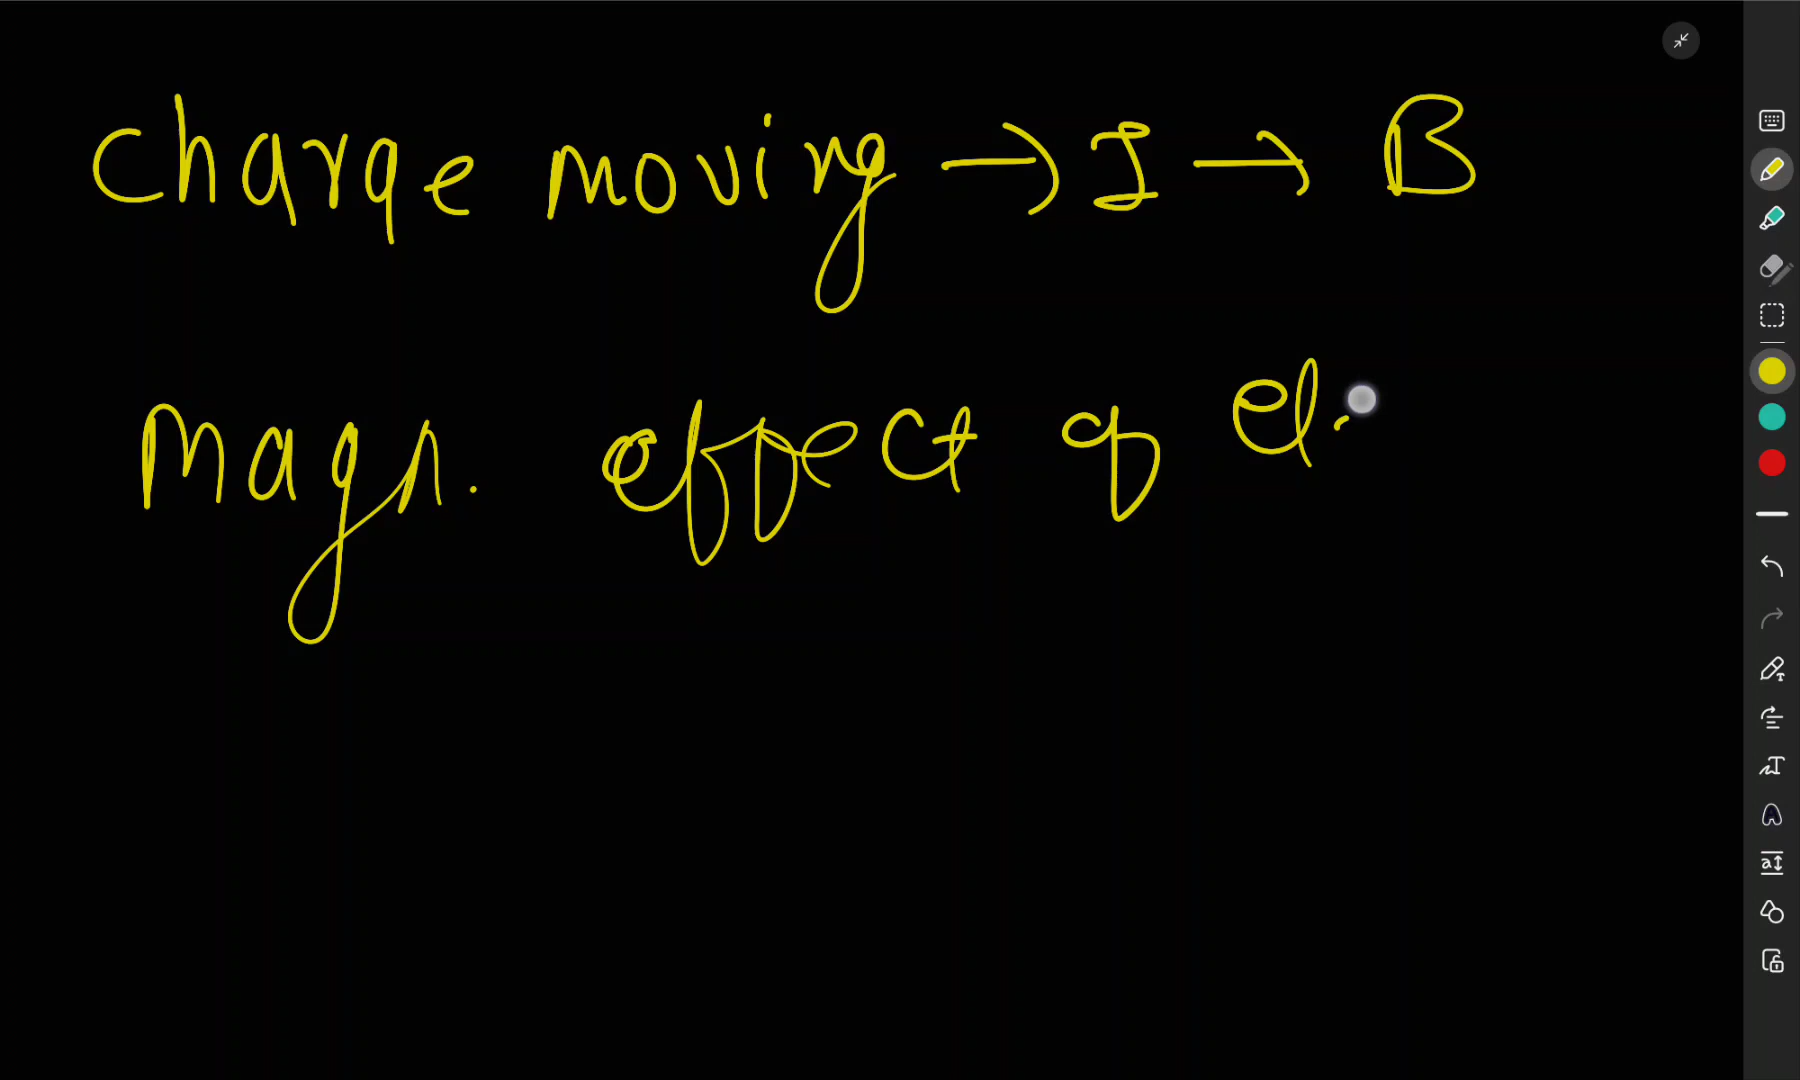 Charge moving → I → B
Magn. effect of El.